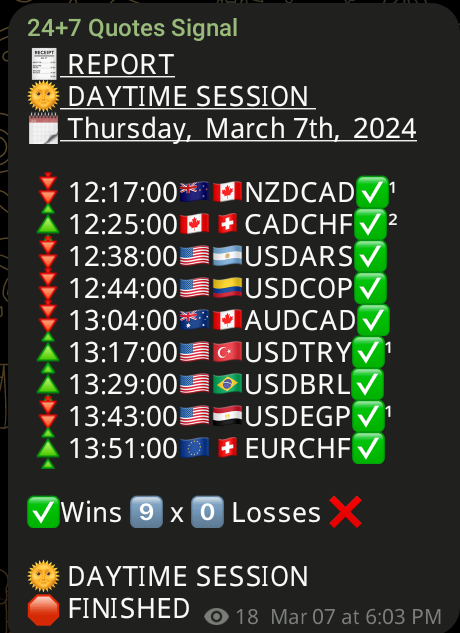 24+7 Quotes Signal
🧾 REPORT
🌞 DAYTIME SESSION
🗓 Thursday, March 7th, 2024
⏬ 12:17:00🇳🇿🇨🇦NZDCAD✅¹
🔼 12:25:00🇨🇦🇨🇭CADCHF✅²
⏬ 12:38:00🇺🇸🇦🇷USDARS✅
⏬ 12:44:00🇺🇸🇨🇴USDCOP✅
⏬ 13:04:00🇦🇺🇨🇦AUDCAD✅
🔼 13:17:00🇺🇸🇹🇷USDTRY✅¹
🔼 13:29:00🇺🇸🇧🇷USDBRL✅
⏬ 13:43:00🇺🇸🇪🇬USDEGP✅¹
🔼 13:51:00🇪🇺🇨🇭EURCHF✅
✅Wins 9️⃣ x 0️⃣ Losses ❌
🌞 DAYTIME SESSION
🛑 FINISHED 18 Mar 07 at 6:03 PM